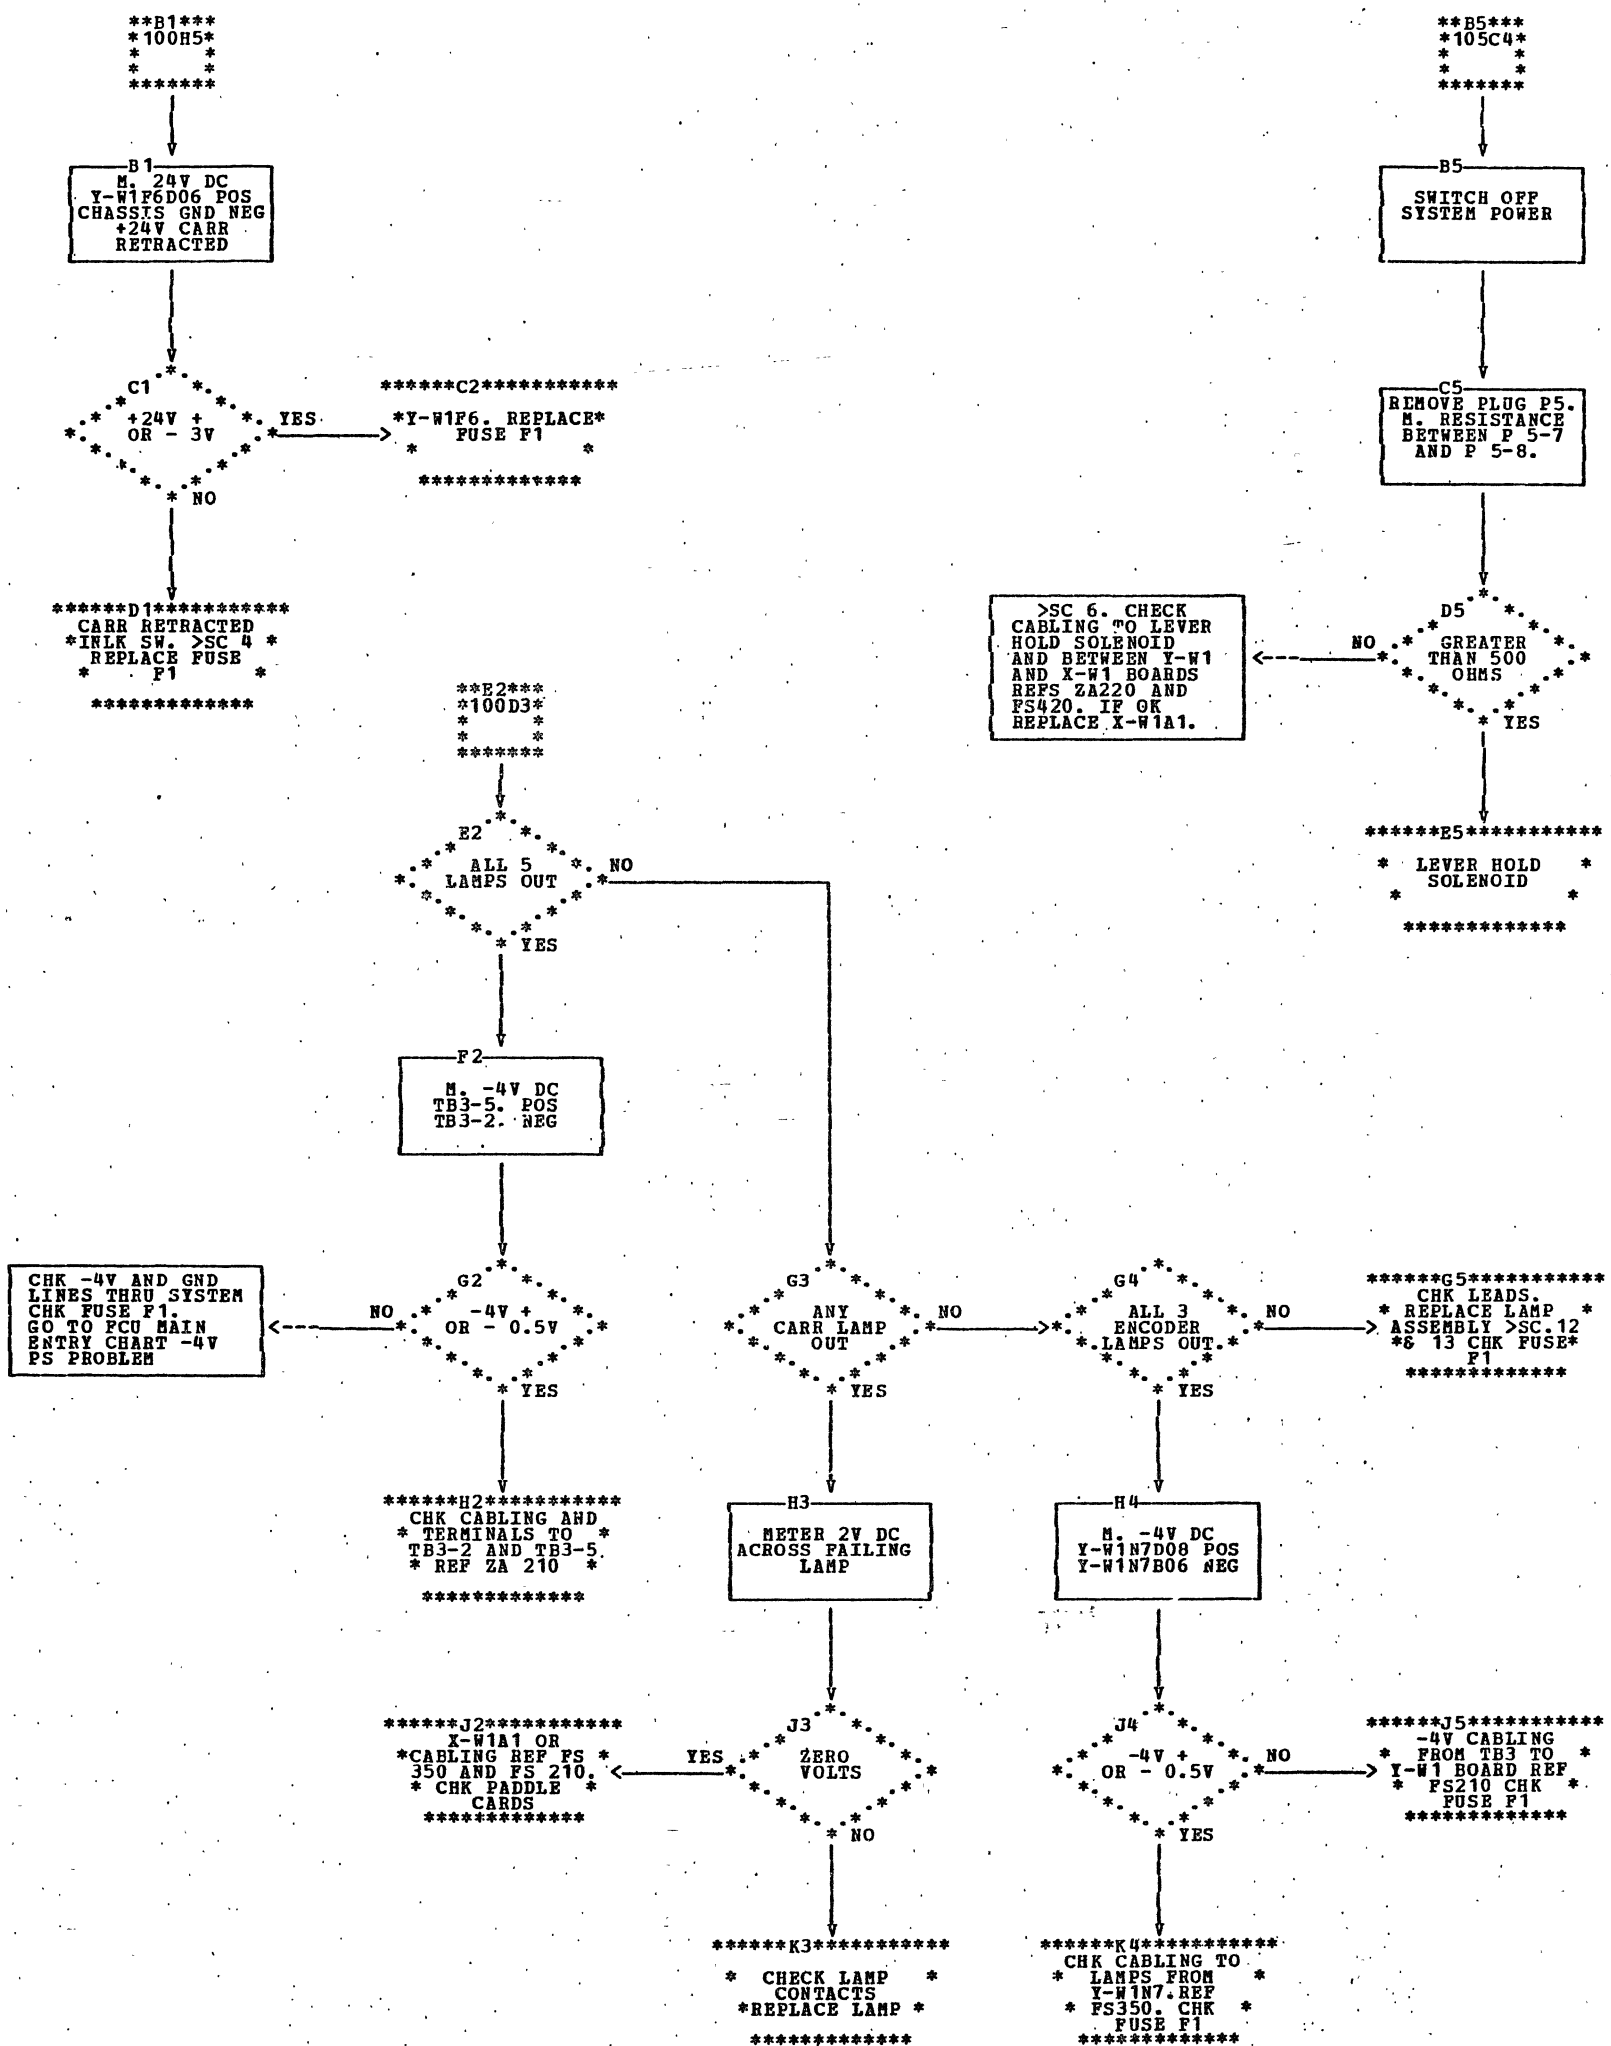 **B1***
*100H5*
* *
* *
*******
B1
M. 24V DC
Y-W1F6D06 POS
CHASSIS GND NEG
+24V CARR
RETRACTED
C1
+24V +
OR - 3V
YES
NO
******C2***********
*Y-W1F6. REPLACE*
FUSE F1
* *
*************
******D1***********
CARR RETRACTED
*INLK SW. >SC 4 *
REPLACE FUSE
* F1 *
*************
**B5***
*105C4*
* *
* *
*******
B5
SWITCH OFF
SYSTEM POWER
C5
REMOVE PLUG P5.
M. RESISTANCE
BETWEEN P 5-7
AND P 5-8.
D5
GREATER
THAN 500
OHMS
NO
YES
>SC 6. CHECK
CABLING TO LEVER
HOLD SOLENOID
AND BETWEEN Y-W1
AND X-W1 BOARDS
REFS ZA220 AND
FS420. IF OK
REPLACE X-W1A1.
******E5***********
* LEVER HOLD *
SOLENOID
* *
*************
**E2***
*100D3*
* *
* *
*******
E2
ALL 5
LAMPS OUT
NO
YES
F2
M. -4V DC
TB3-5. POS
TB3-2. NEG
G2
-4V +
OR - 0.5V
NO
YES
CHK -4V AND GND
LINES THRU SYSTEM
CHK FUSE F1.
GO TO FCU MAIN
ENTRY CHART -4V
PS PROBLEM
******H2***********
CHK CABLING AND
* TERMINALS TO *
TB3-2 AND TB3-5.
* REF ZA 210 *
*************
G3
ANY
CARR LAMP
OUT
NO
YES
G4
ALL 3
ENCODER
LAMPS OUT.
NO
YES
******G5***********
CHK LEADS.
* REPLACE LAMP *
ASSEMBLY >SC.12
*& 13 CHK FUSE*
F1
*************
H3
METER 2V DC
ACROSS FAILING
LAMP
H4
M. -4V DC
Y-W1N7D08 POS
Y-W1N7B06 NEG
J3
ZERO
VOLTS
YES
NO
******J2***********
X-W1A1 OR
*CABLING REF FS *
350 AND FS 210.
* CHK PADDLE *
CARDS
*************
J4
-4V +
OR - 0.5V
NO
YES
******J5***********
-4V CABLING
* FROM TB3 TO *
Y-W1 BOARD REF
* FS210 CHK *
FUSE F1
*************
******K3***********
* CHECK LAMP *
CONTACTS
*REPLACE LAMP *
*************
******K4***********
CHK CABLING TO
* LAMPS FROM *
Y-W1N7.REF
* FS350. CHK *
FUSE F1
*************